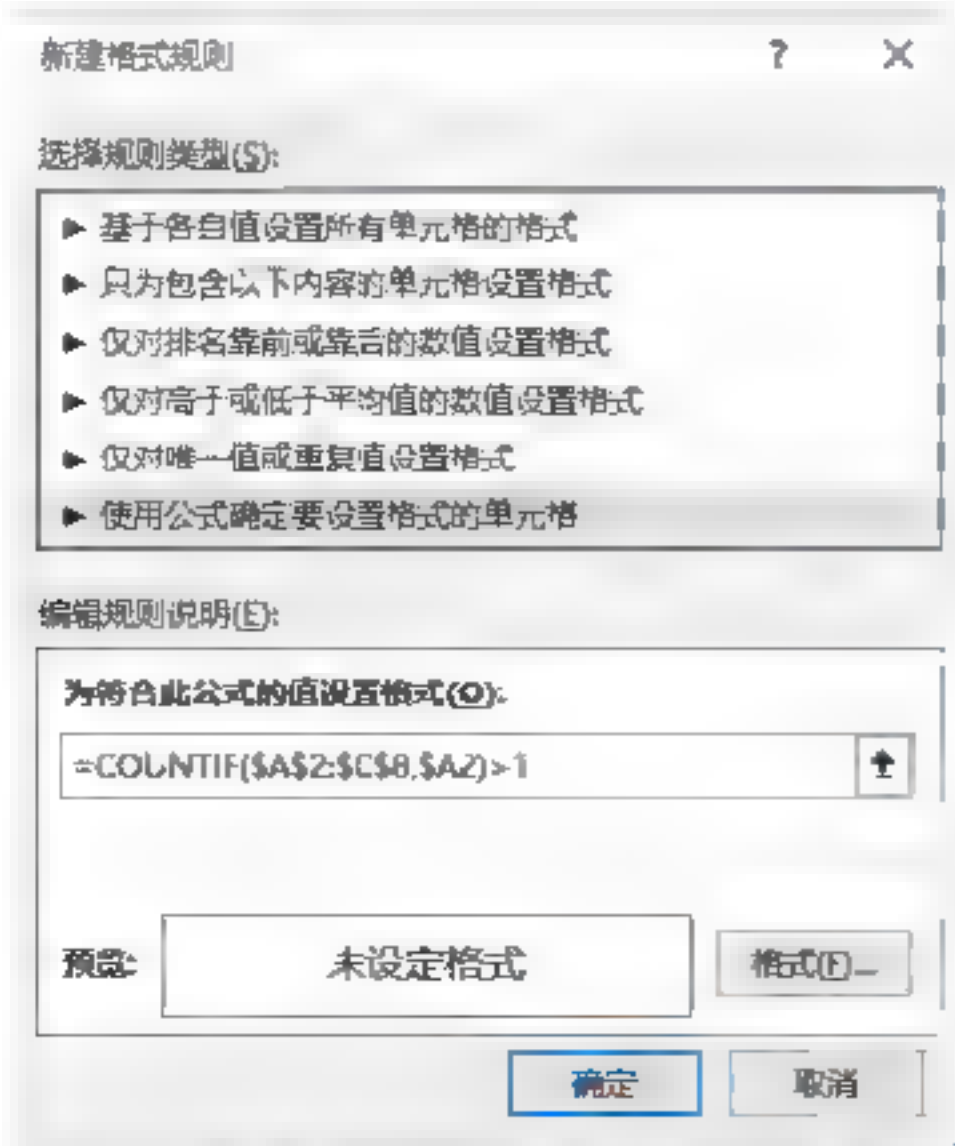 新建格式规则 ?
选择规则类型(S):
► 基于各自值设置所有单元格的格式
► 只为包含以下内容的单元格设置格式
► 仅对排名靠前或靠后的数值设置格式
► 仅对高于或低于平均值的数值设置格式
► 仅对唯一值或重复值设置格式
► 使用公式确定要设置格式的单元格
编辑规则说明(E):
为符合此公式的值设置格式(O):
=COUNTIF($A$2:$C$8,$A2)>1
预览: 未设定格式 格式(F)...
确定 取消